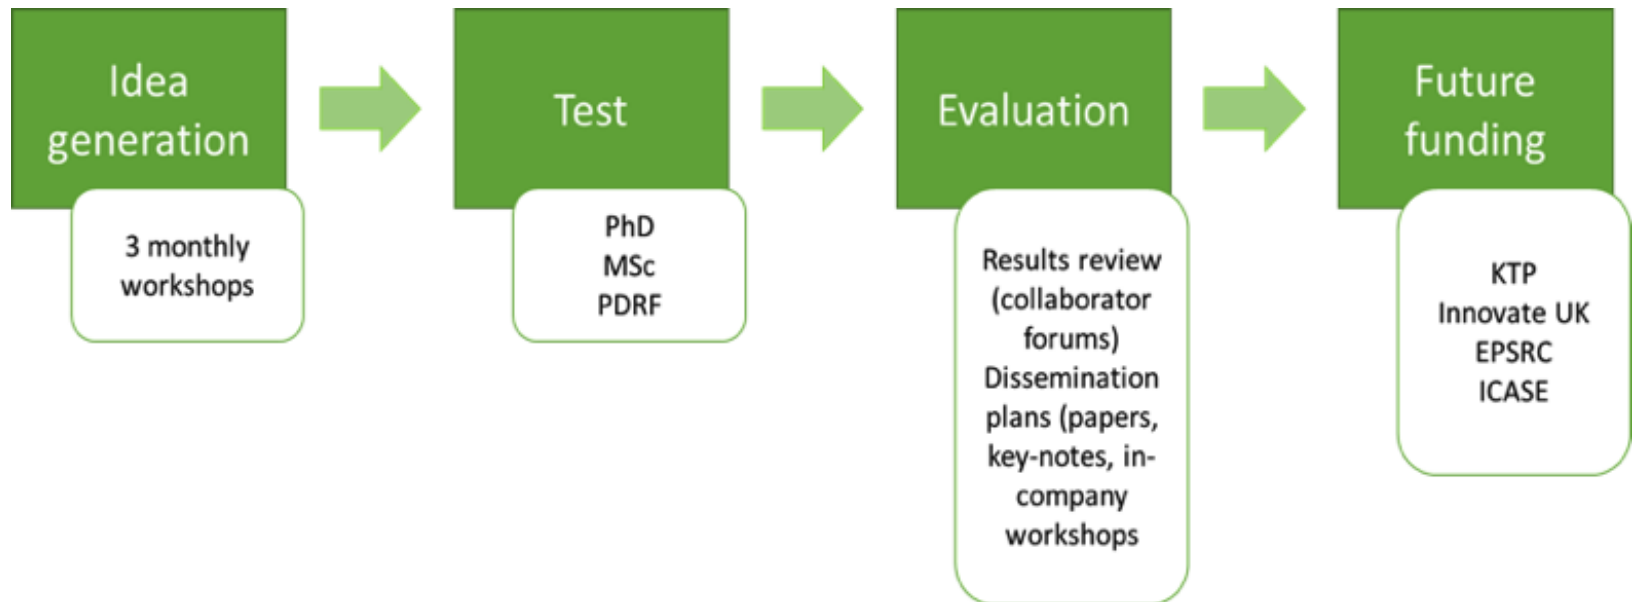 Idea
generation
3 monthly
workshops
Test
PhD
MSc
PDRF
Evaluation
Results review
(collaborator
forums)
Dissemination
plans (papers,
key-notes, in-
company
workshops
Future
funding
KTP
Innovate UK
EPSRC
ICASE